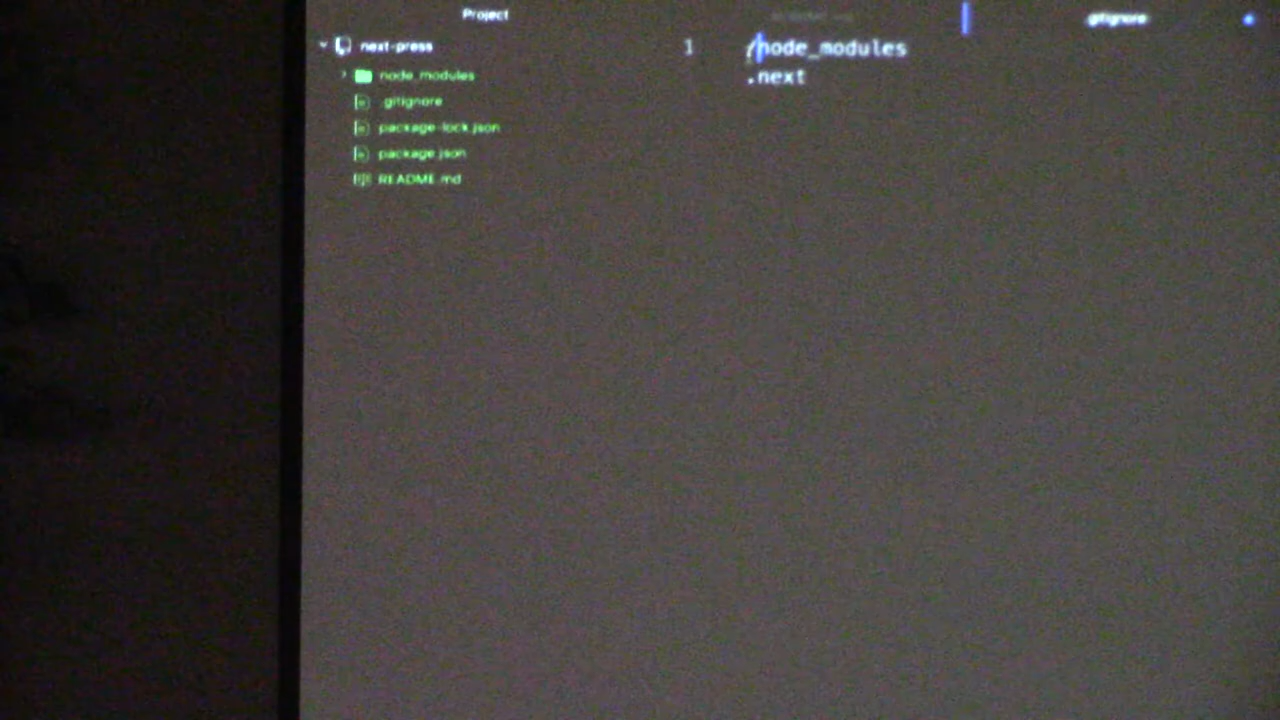 Project
next-press
node_modules
.gitignore
package-lock.json
package.json
README.md
.gitignore
1
/node_modules
.next